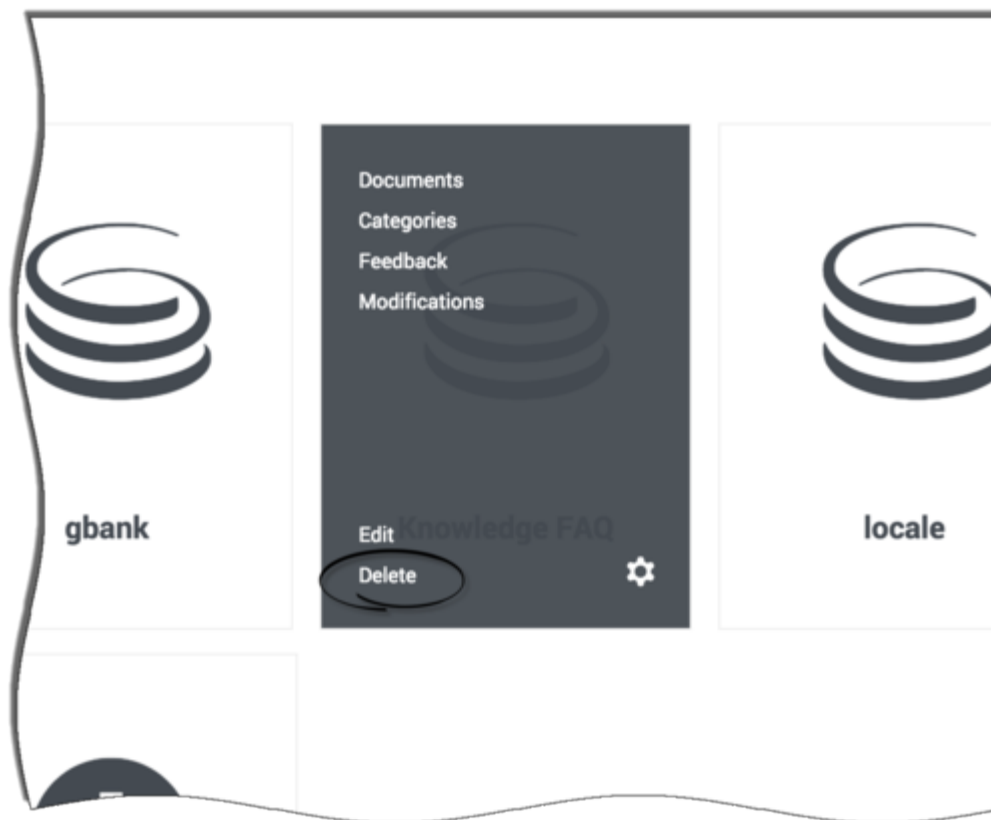 Documents
Categories
Feedback
Modifications
gbank
Edit
Knowledge FAQ
locale
Delete